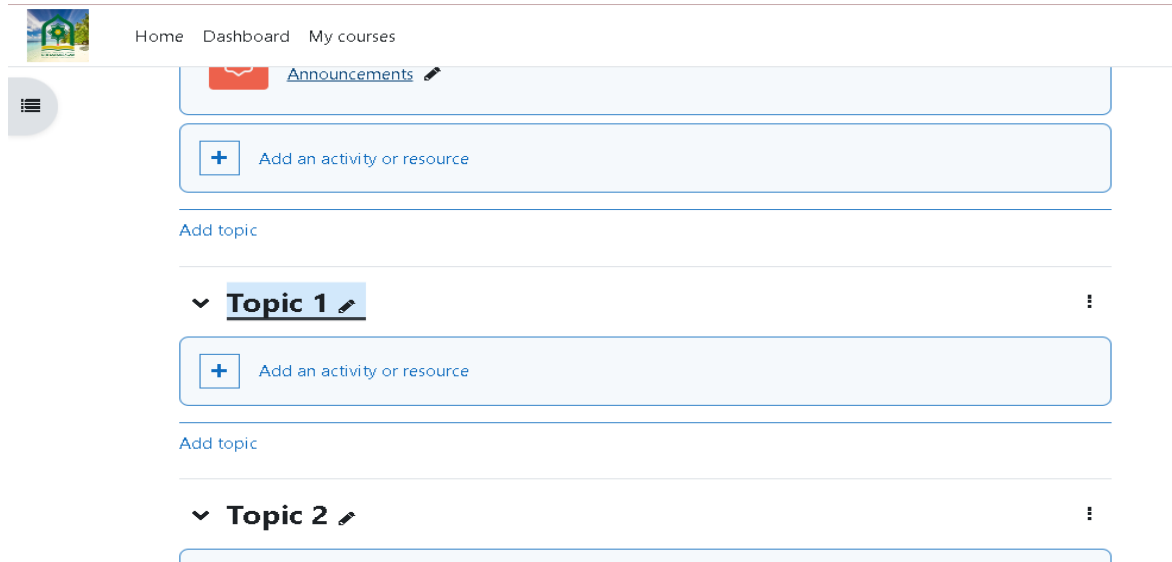 Home Dashboard My courses
Announcements
+ Add an activity or resource
Add topic
Topic 1
+ Add an activity or resource
Add topic
Topic 2